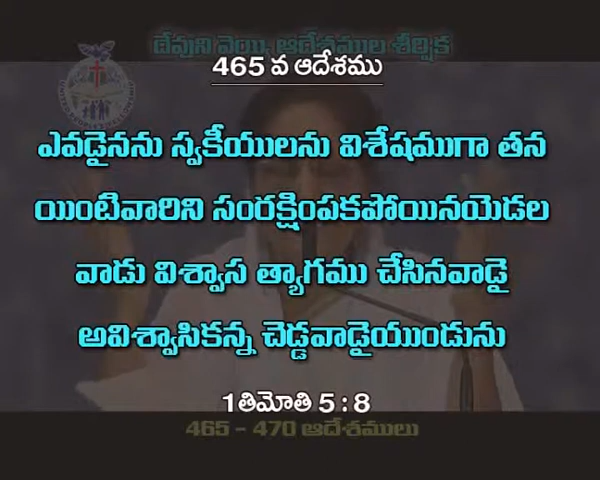 దేవుని వెయి ఆదేశముల శీర్షిక
465 వ ఆదేశము
ఎవడైనను స్వకీయులను విశేషముగా తన
యింటివారిని సంరక్షింపకపోయినయెడల
వాడు విశ్వాస త్యాగము చేసినవాడై
అవిశ్వాసికన్న చెడ్డవాడైయుండును
1తిమోతి 5 : 8
465 - 470 ఆదేశములు